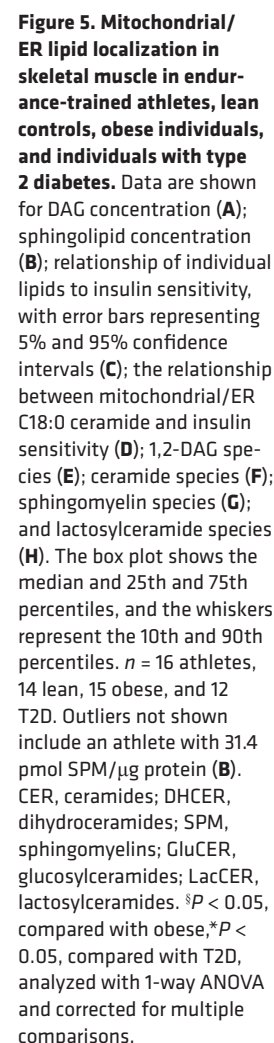 Figure 5. Mitochondrial/
ER lipid localization in
skeletal muscle in endur-
ance-trained athletes, lean
controls, obese individuals,
and individuals with type
2 diabetes. Data are shown
for DAG concentration (A);
sphingolipid concentration
(B); relationship of individual
lipids to insulin sensitivity,
with error bars representing
5% and 95% confidence
intervals (C); the relationship
between mitochondrial/ER
C18:0 ceramide and insulin
sensitivity (D); 1,2-DAG spe-
cies (E); ceramide species (F);
sphingomyelin species (G);
and lactosylceramide species
(H). The box plot shows the
median and 25th and 75th
percentiles, and the whiskers
represent the 10th and 90th
percentiles. n = 16 athletes,
14 lean, 15 obese, and 12
T2D. Outliers not shown
include an athlete with 31.4
pmol SPM/μg protein (B).
CER, ceramides; DHCER,
dihydroceramides; SPM,
sphingomyelins; GluCER,
glucosylceramides; LacCER,
lactosylceramides. §P < 0.05,
compared with obese,*P <
0.05, compared with T2D,
analyzed with 1-way ANOVA
and corrected for multiple
comparisons.